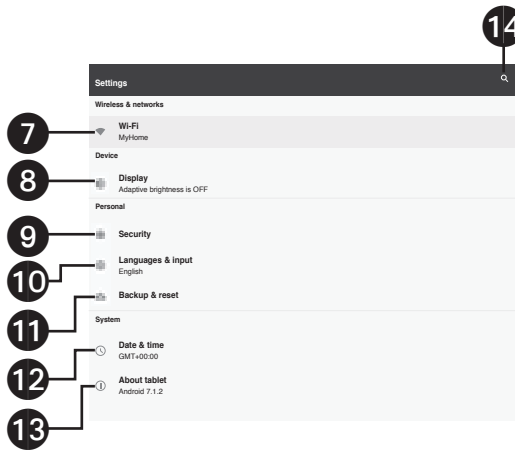 14
Settings
Wireless & networks
7
Wi-Fi
MyHome
Device
8
Display
Adaptive brightness is OFF
Personal
9
Security
10
Languages & input
English
11
Backup & reset
System
12
Date & time
GMT+00:00
13
About tablet
Android 7.1.2